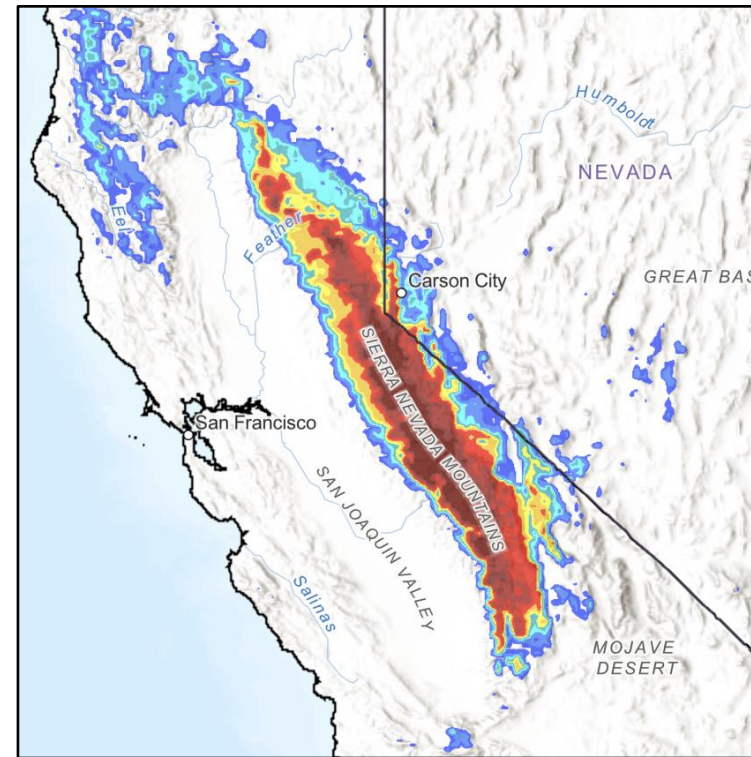 Humboldt
NEVADA
Eel
Feather
GREAT BAS
Carson City
SIERRA NEVADA MOUNTAINS
San Francisco
SAN JOAQUIN VALLEY
Salinas
MOJAVE
DESERT